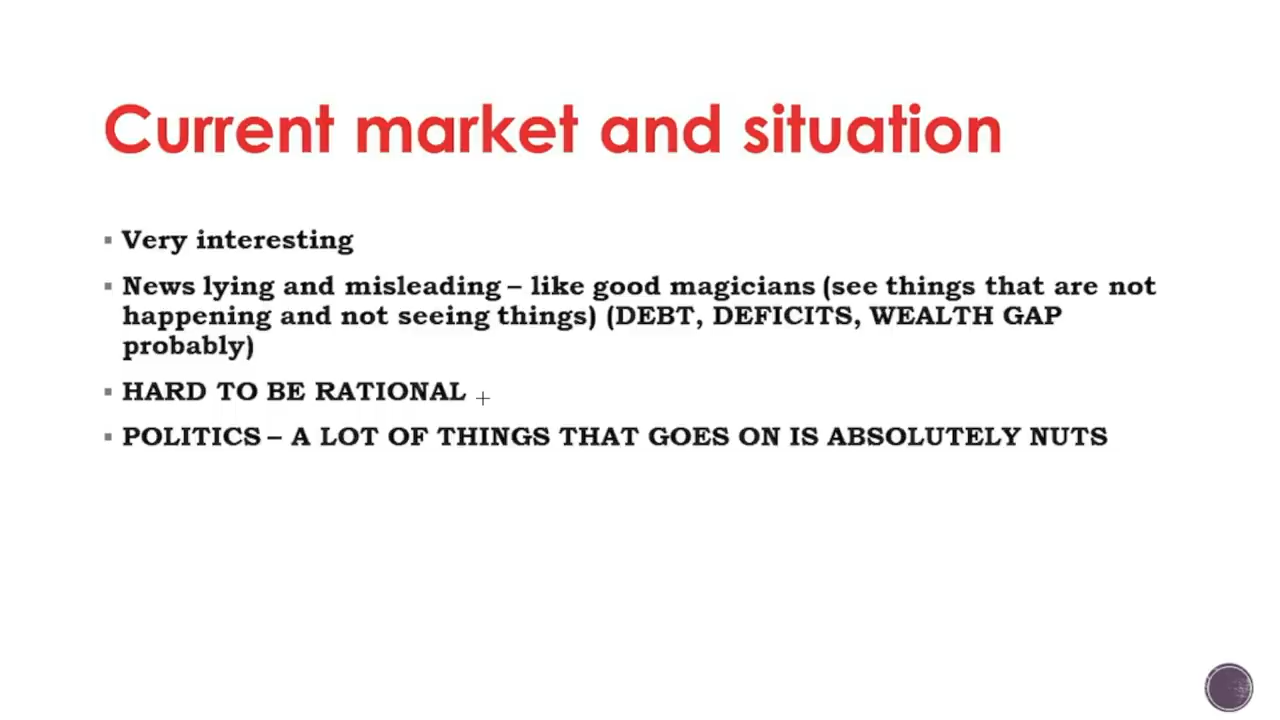 Current market and situation
▪ Very interesting
▪ News lying and misleading – like good magicians (see things that are not
happening and not seeing things) (DEBT, DEFICITS, WEALTH GAP
probably)
▪ HARD TO BE RATIONAL
▪ POLITICS – A LOT OF THINGS THAT GOES ON IS ABSOLUTELY NUTS